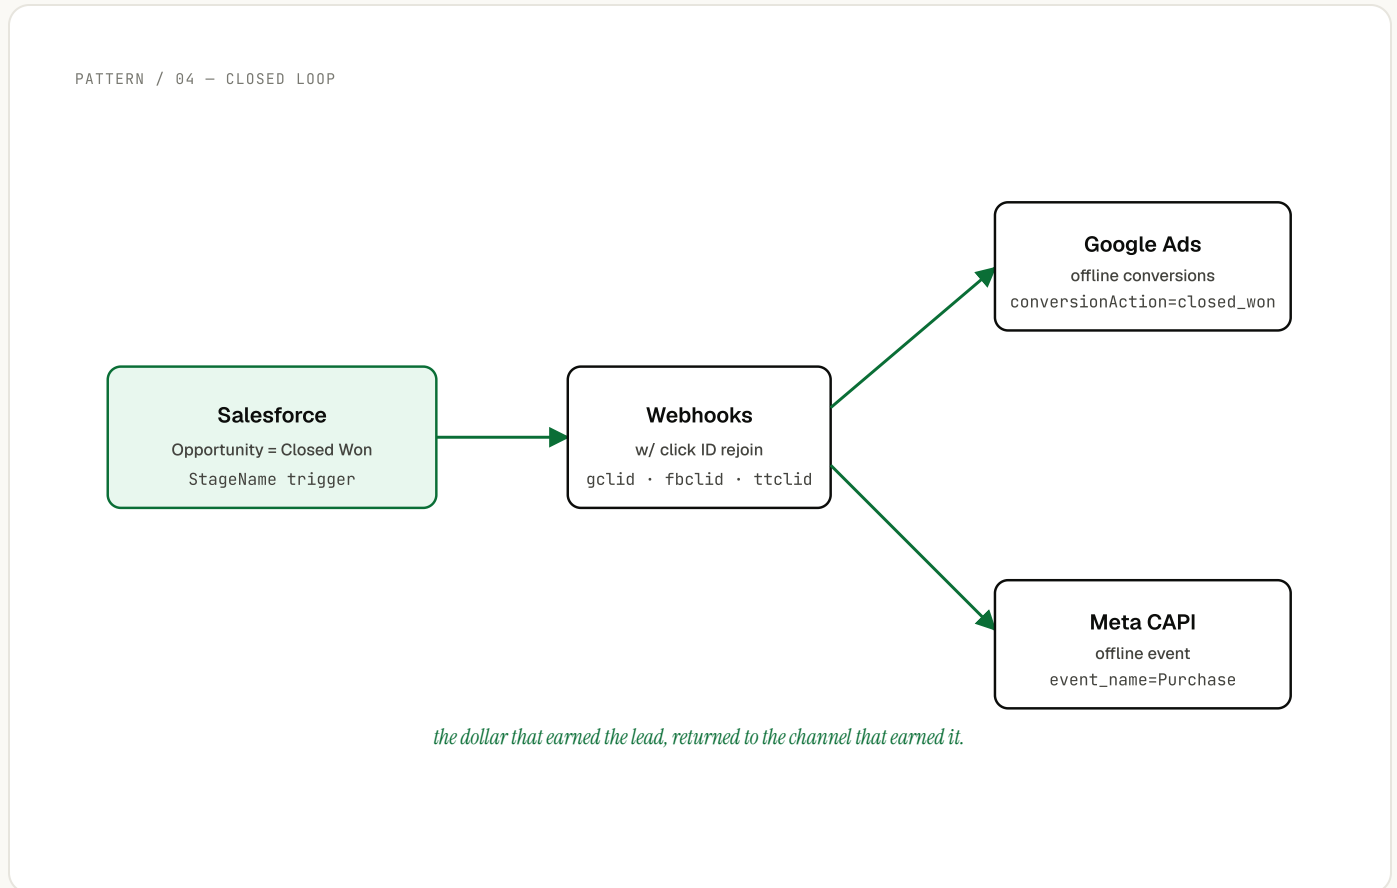 PATTERN / 04 — CLOSED LOOP
Salesforce
Opportunity = Closed Won
StageName trigger
Webhooks
w/ click ID rejoin
gclid · fbclid · ttclid
Google Ads
offline conversions
conversionAction=closed_won
Meta CAPI
offline event
event_name=Purchase
the dollar that earned the lead, returned to the channel that earned it.